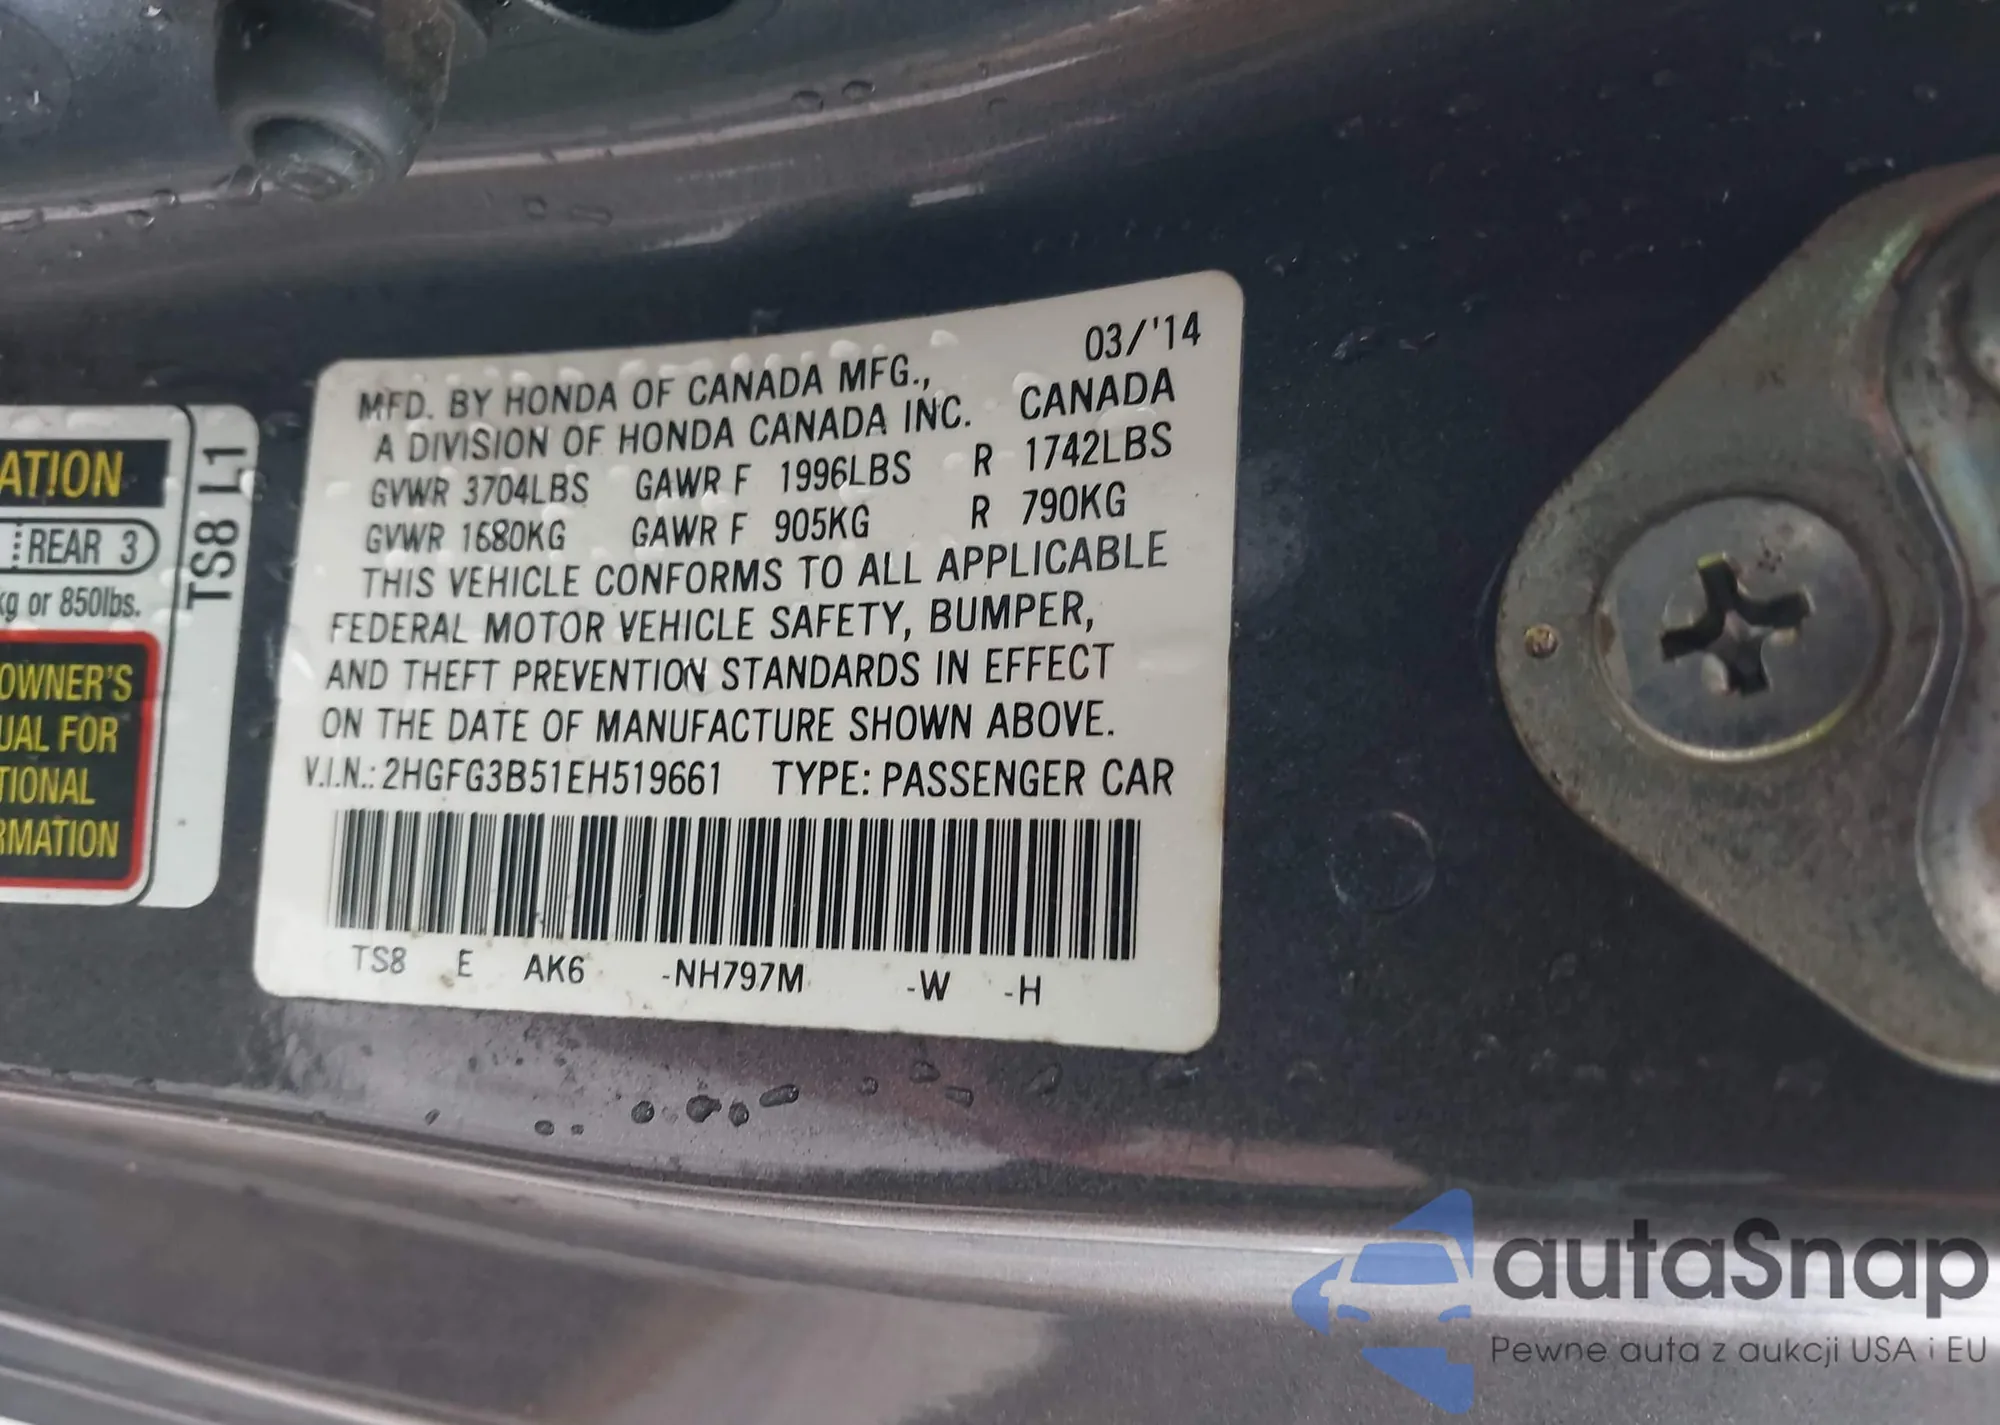 ATION
REAR 3
kg or 850lbs.
OWNER'S
UAL FOR
TIONAL
RMATION
TS8 L1
03/'14
MFD. BY HONDA OF CANADA MFG.,
A DIVISION OF HONDA CANADA INC. CANADA
GVWR 3704LBS GAWR F 1996LBS R 1742LBS
GVWR 1680KG GAWR F 905KG R 790KG
THIS VEHICLE CONFORMS TO ALL APPLICABLE
FEDERAL MOTOR VEHICLE SAFETY, BUMPER,
AND THEFT PREVENTION STANDARDS IN EFFECT
ON THE DATE OF MANUFACTURE SHOWN ABOVE.
V.I.N.: 2HGFG3B51EH519661 TYPE: PASSENGER CAR
TS8 E AK6 -NH797M -W -H
autaSnap
Pewne auta z aukcji USA i EU